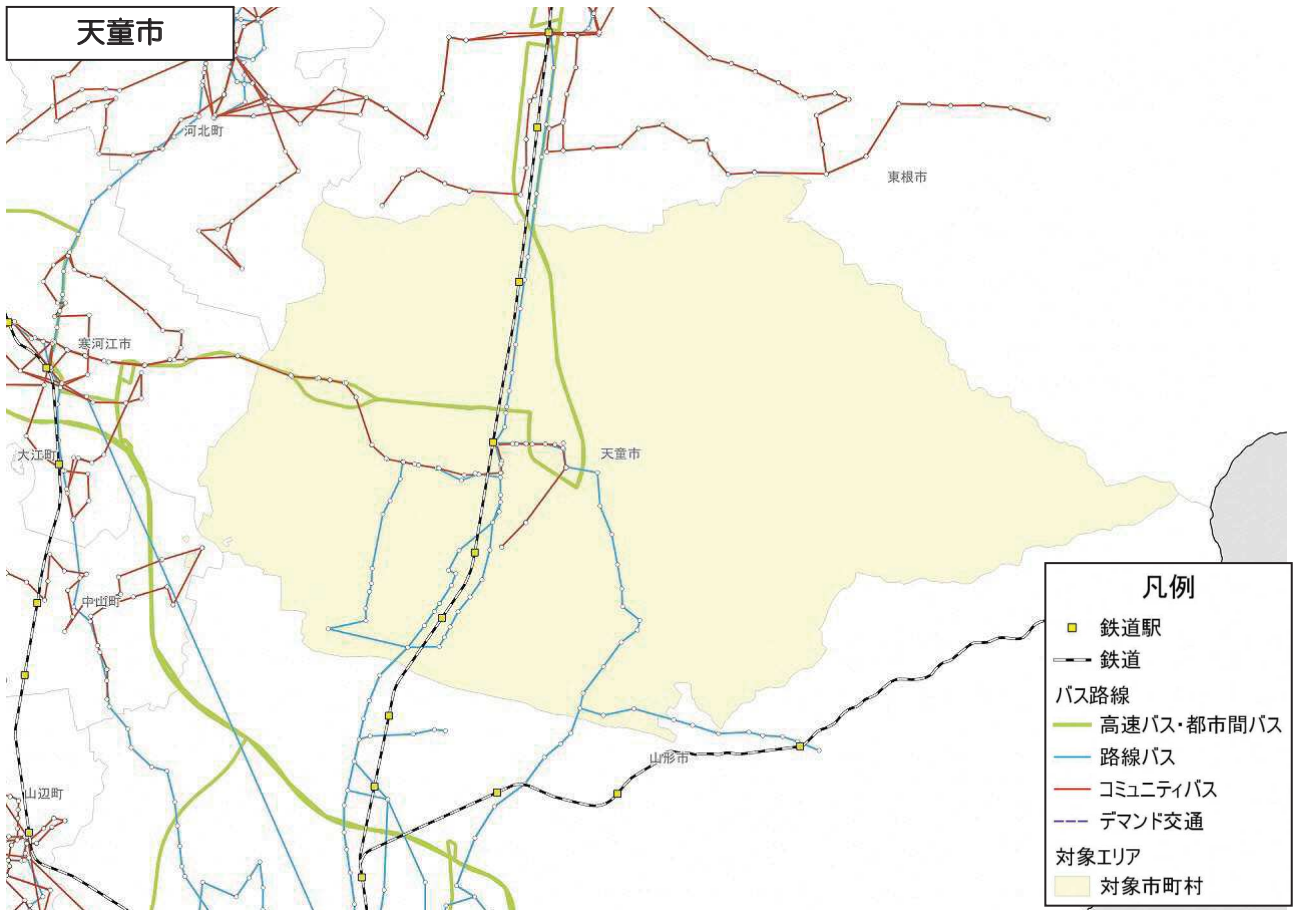 天童市
河北町
東根市
寒河江市
天童市
大江町
中山町
山形市
山辺町
凡例
鉄道駅
鉄道
バス路線
高速バス・都市間バス
路線バス
コミュニティバス
デマンド交通
対象エリア
対象市町村